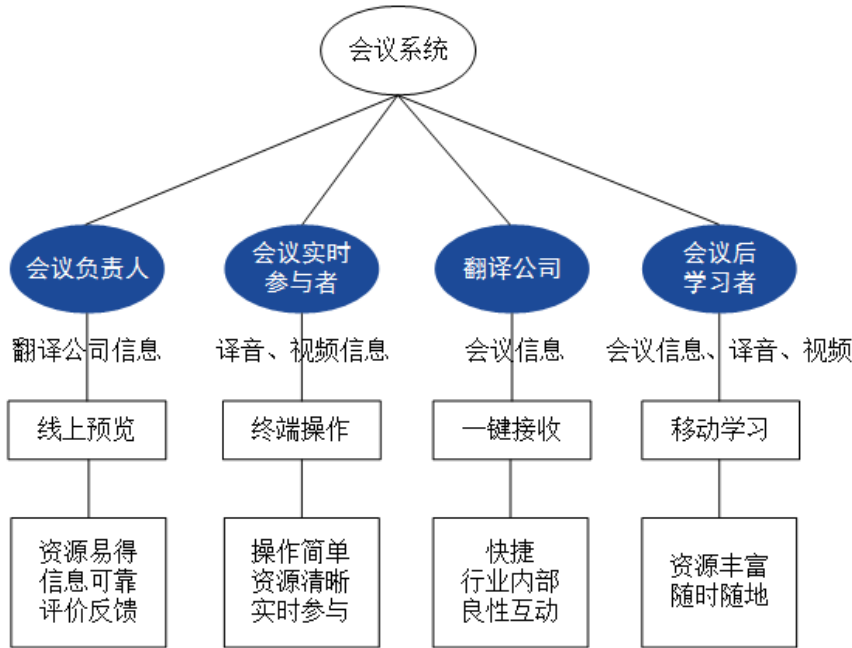 会议系统
会议负责人
会议实时
参与者
翻译公司
会议后
学习者
翻译公司信息
译音、视频信息
会议信息
会议信息、译音、视频
线上预览
终端操作
一键接收
移动学习
资源易得
信息可靠
评价反馈
操作简单
资源清晰
实时参与
快捷
行业内部
良性互动
资源丰富
随时随地